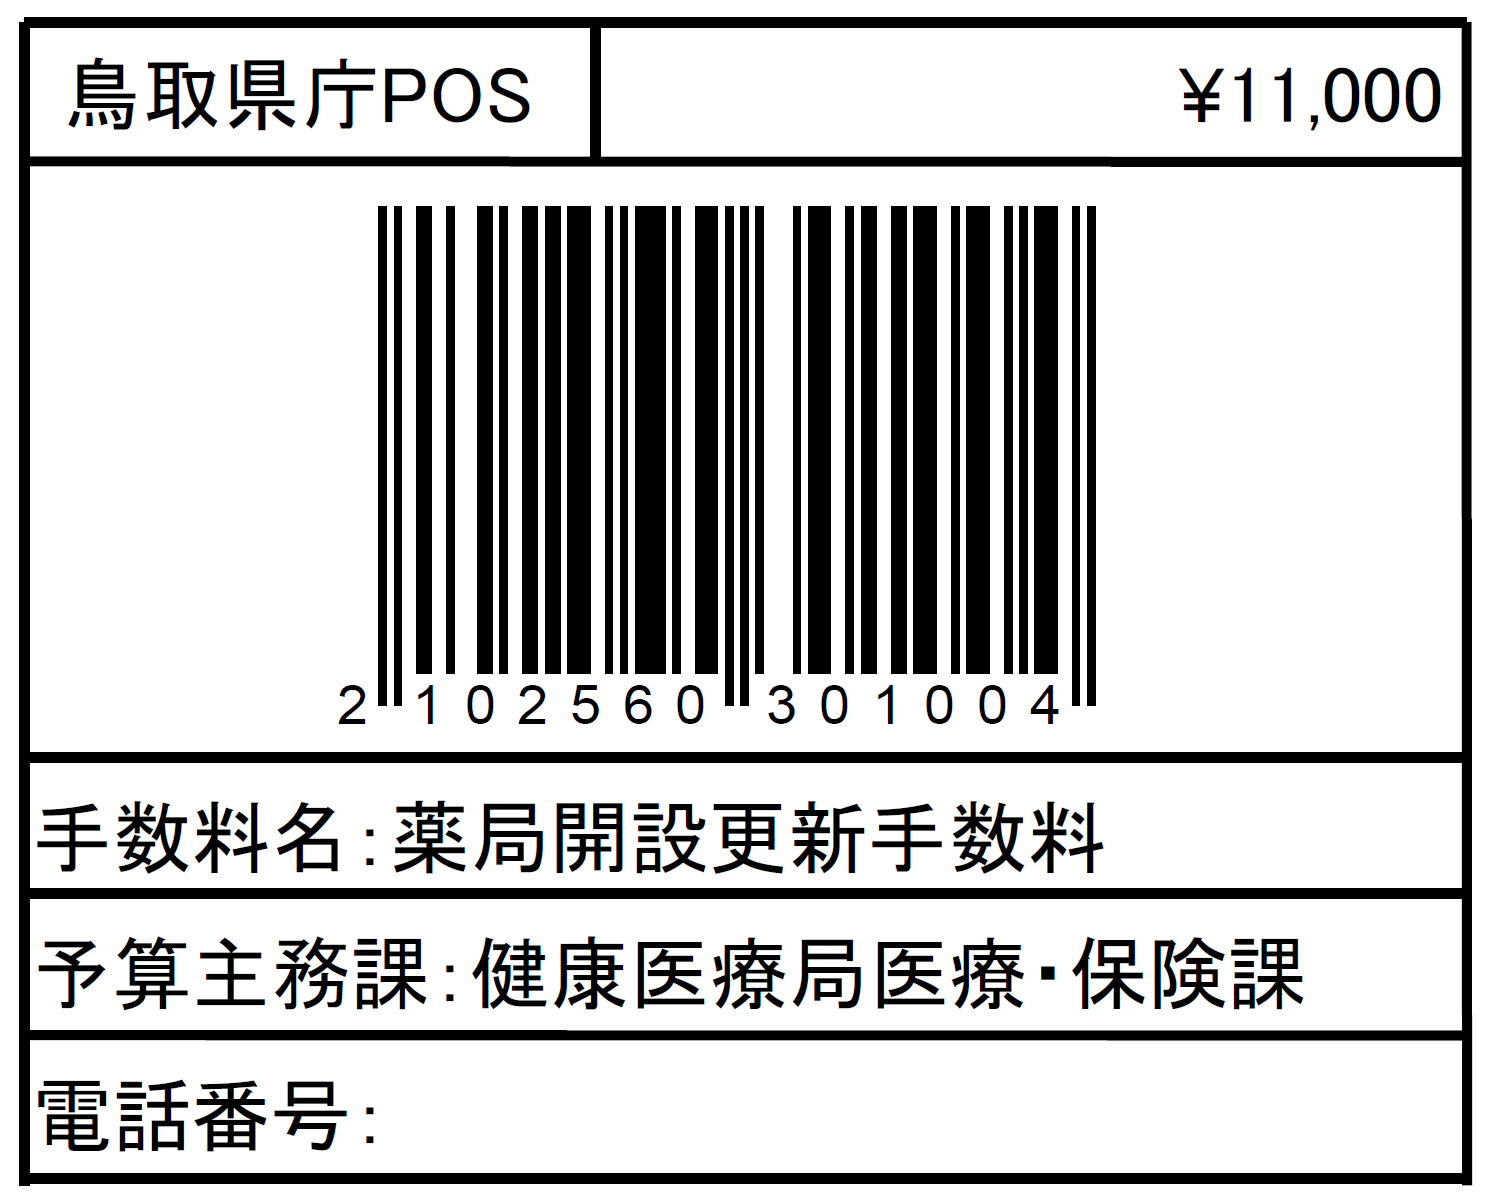 鳥取県庁POS ¥11,000
2 102560 301004
手数料名：薬局開設更新手数料
予算主務課：健康医療局医療・保険課
電話番号：